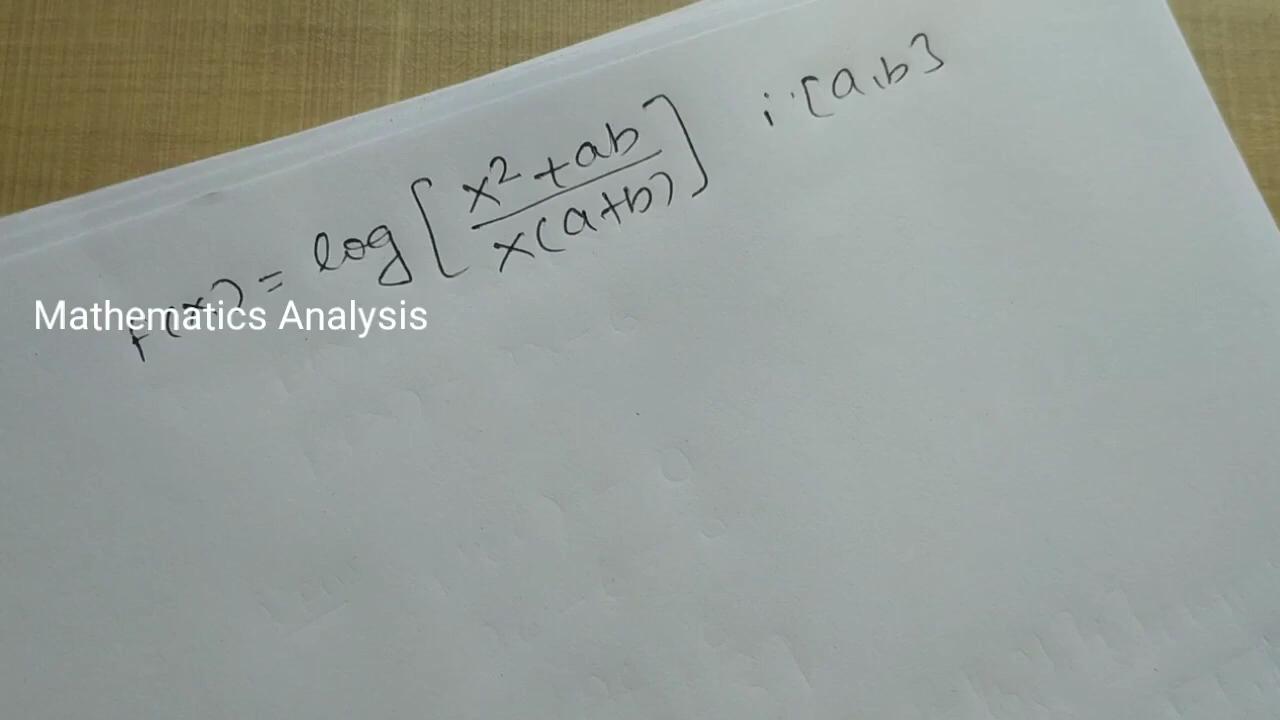 f(x) = log [ x² + ab / x(a+b) ] i·[a,b]
Mathematics Analysis